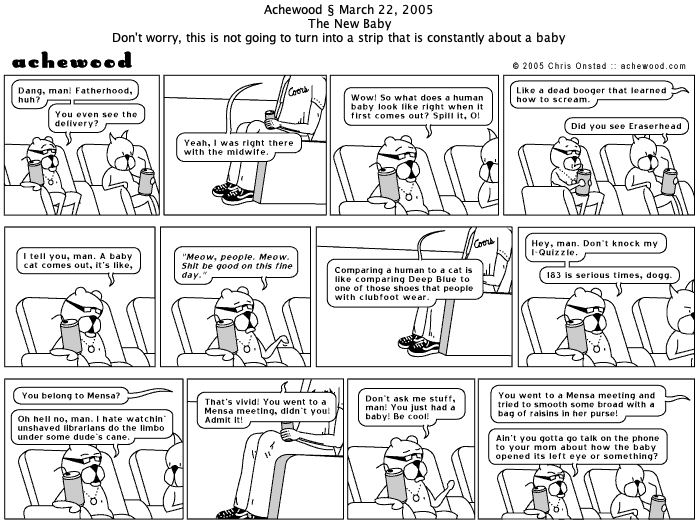 Achewood § March 22, 2005
The New Baby
Don't worry, this is not going to turn into a strip that is constantly about a baby
achewood
© 2005 Chris Onstad :: achewood.com
Dang, man! Fatherhood,
huh?
You even see the
delivery?
Coors
Yeah, I was right there
with the midwife.
Wow! So what does a human
baby look like right when it
first comes out? Spill it, O!
Like a dead booger that learned
how to scream.
Did you see Eraserhead
I tell you, man. A baby
cat comes out, it's like,
"Meow, people. Meow.
Shit be good on this fine
day."
Coors
Comparing a human to a cat is
like comparing Deep Blue to
one of those shoes that people
with clubfoot wear.
Hey, man. Don't knock my
I-Quizzle.
183 is serious times, dogg.
You belong to Mensa?
Oh hell no, man. I hate watchin'
unshaved librarians do the limbo
under some dude's cane.
That's vivid! You went to a
Mensa meeting, didn't you!
Admit it!
Don't ask me stuff,
man! You just had a
baby! Be cool!
You went to a Mensa meeting and
tried to smooth some broad with a
bag of raisins in her purse!
Ain't you gotta go talk on the phone
to your mom about how the baby
opened its left eye or something?